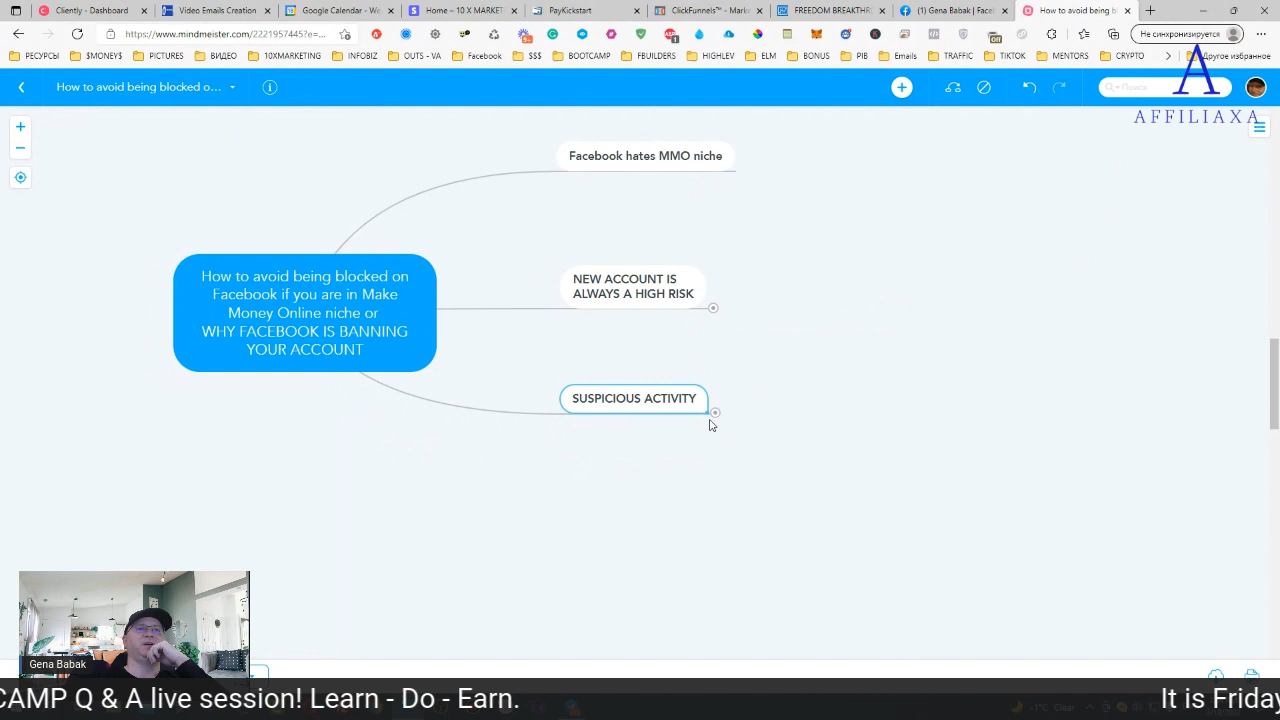 Cliently - Dashboard
Video Emails Creation
Google Calendar - We
Home – 10 X MARKET
PayKickstart
ClickFunnels™ - Mark
FREEDOM BREAKTHR
(1) Gena Babak | Face
How to avoid being bl
https://www.mindmeister.com/2221957445?e=...
Не синхронизируется
РЕСУРСЫ
$MONEY$
PICTURES
ВИДЕО
10XMARKETING
INFOBIZ
OUTS - VA
Facebook
$$$
BOOTCAMP
FBUILDERS
HIGHLEV
ELM
BONUS
PIB
Emails
TRAFFIC
TIKTOK
MENTORS
CRYPTO
Другое избранное
How to avoid being blocked o...
Поиск
AFFILIAXA
Facebook hates MMO niche
How to avoid being blocked on
Facebook if you are in Make
Money Online niche or
WHY FACEBOOK IS BANNING
YOUR ACCOUNT
NEW ACCOUNT IS
ALWAYS A HIGH RISK
SUSPICIOUS ACTIVITY
Gena Babak
CAMP Q & A live session! Learn - Do - Earn.
It is Friday
-1°C Clear